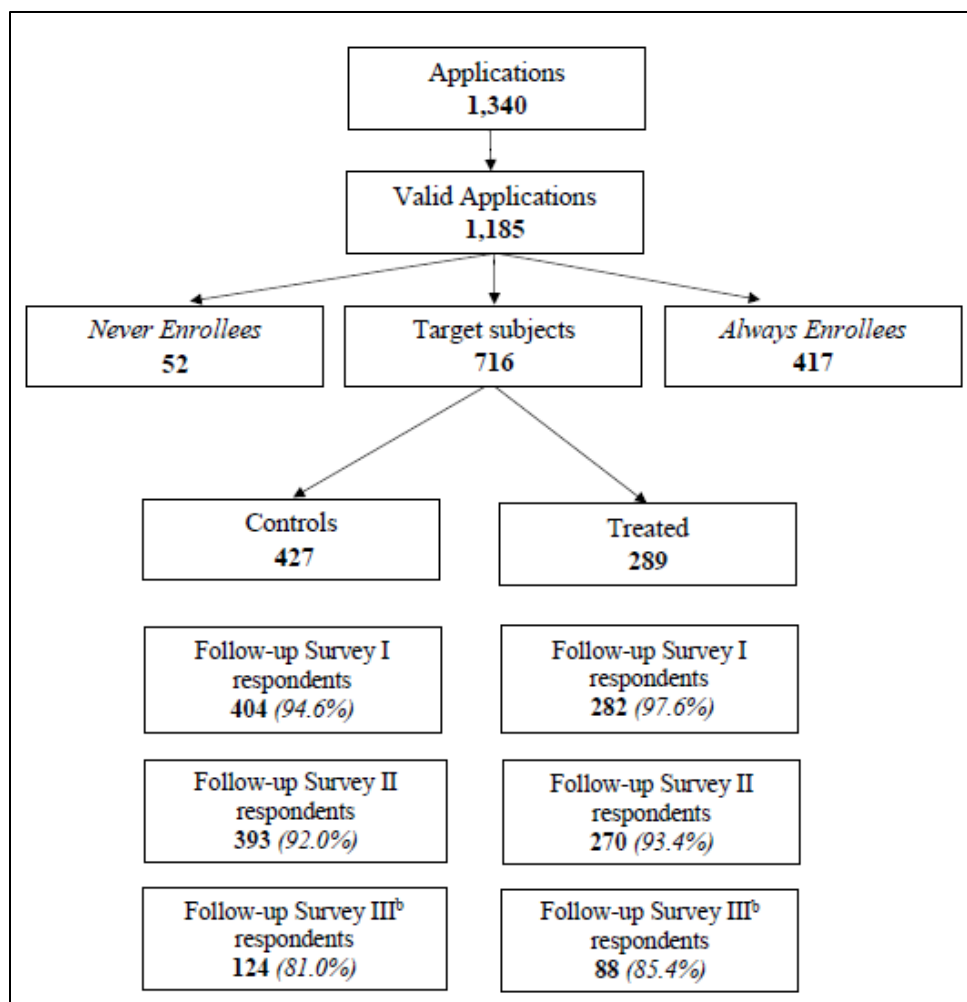 Applications
1,340
Valid Applications
1,185
Never Enrollees
52
Target subjects
716
Always Enrollees
417
Controls
427
Treated
289
Follow-up Survey I
respondents
404 (94.6%)
Follow-up Survey I
respondents
282 (97.6%)
Follow-up Survey II
respondents
393 (92.0%)
Follow-up Survey II
respondents
270 (93.4%)
Follow-up Survey IIIᵇ
respondents
124 (81.0%)
Follow-up Survey IIIᵇ
respondents
88 (85.4%)